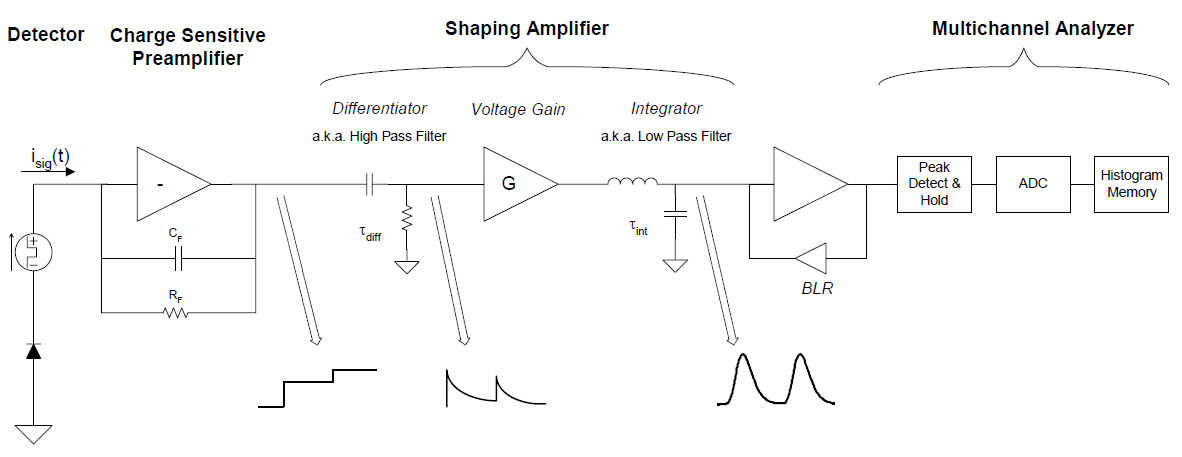 Detector
Charge Sensitive
Preamplifier
Shaping Amplifier
Multichannel Analyzer
Differentiator
a.k.a. High Pass Filter
Voltage Gain
Integrator
a.k.a. Low Pass Filter
isig(t)
-
G
τdiff
τint
CF
RF
+
−
BLR
Peak
Detect &
Hold
ADC
Histogram
Memory